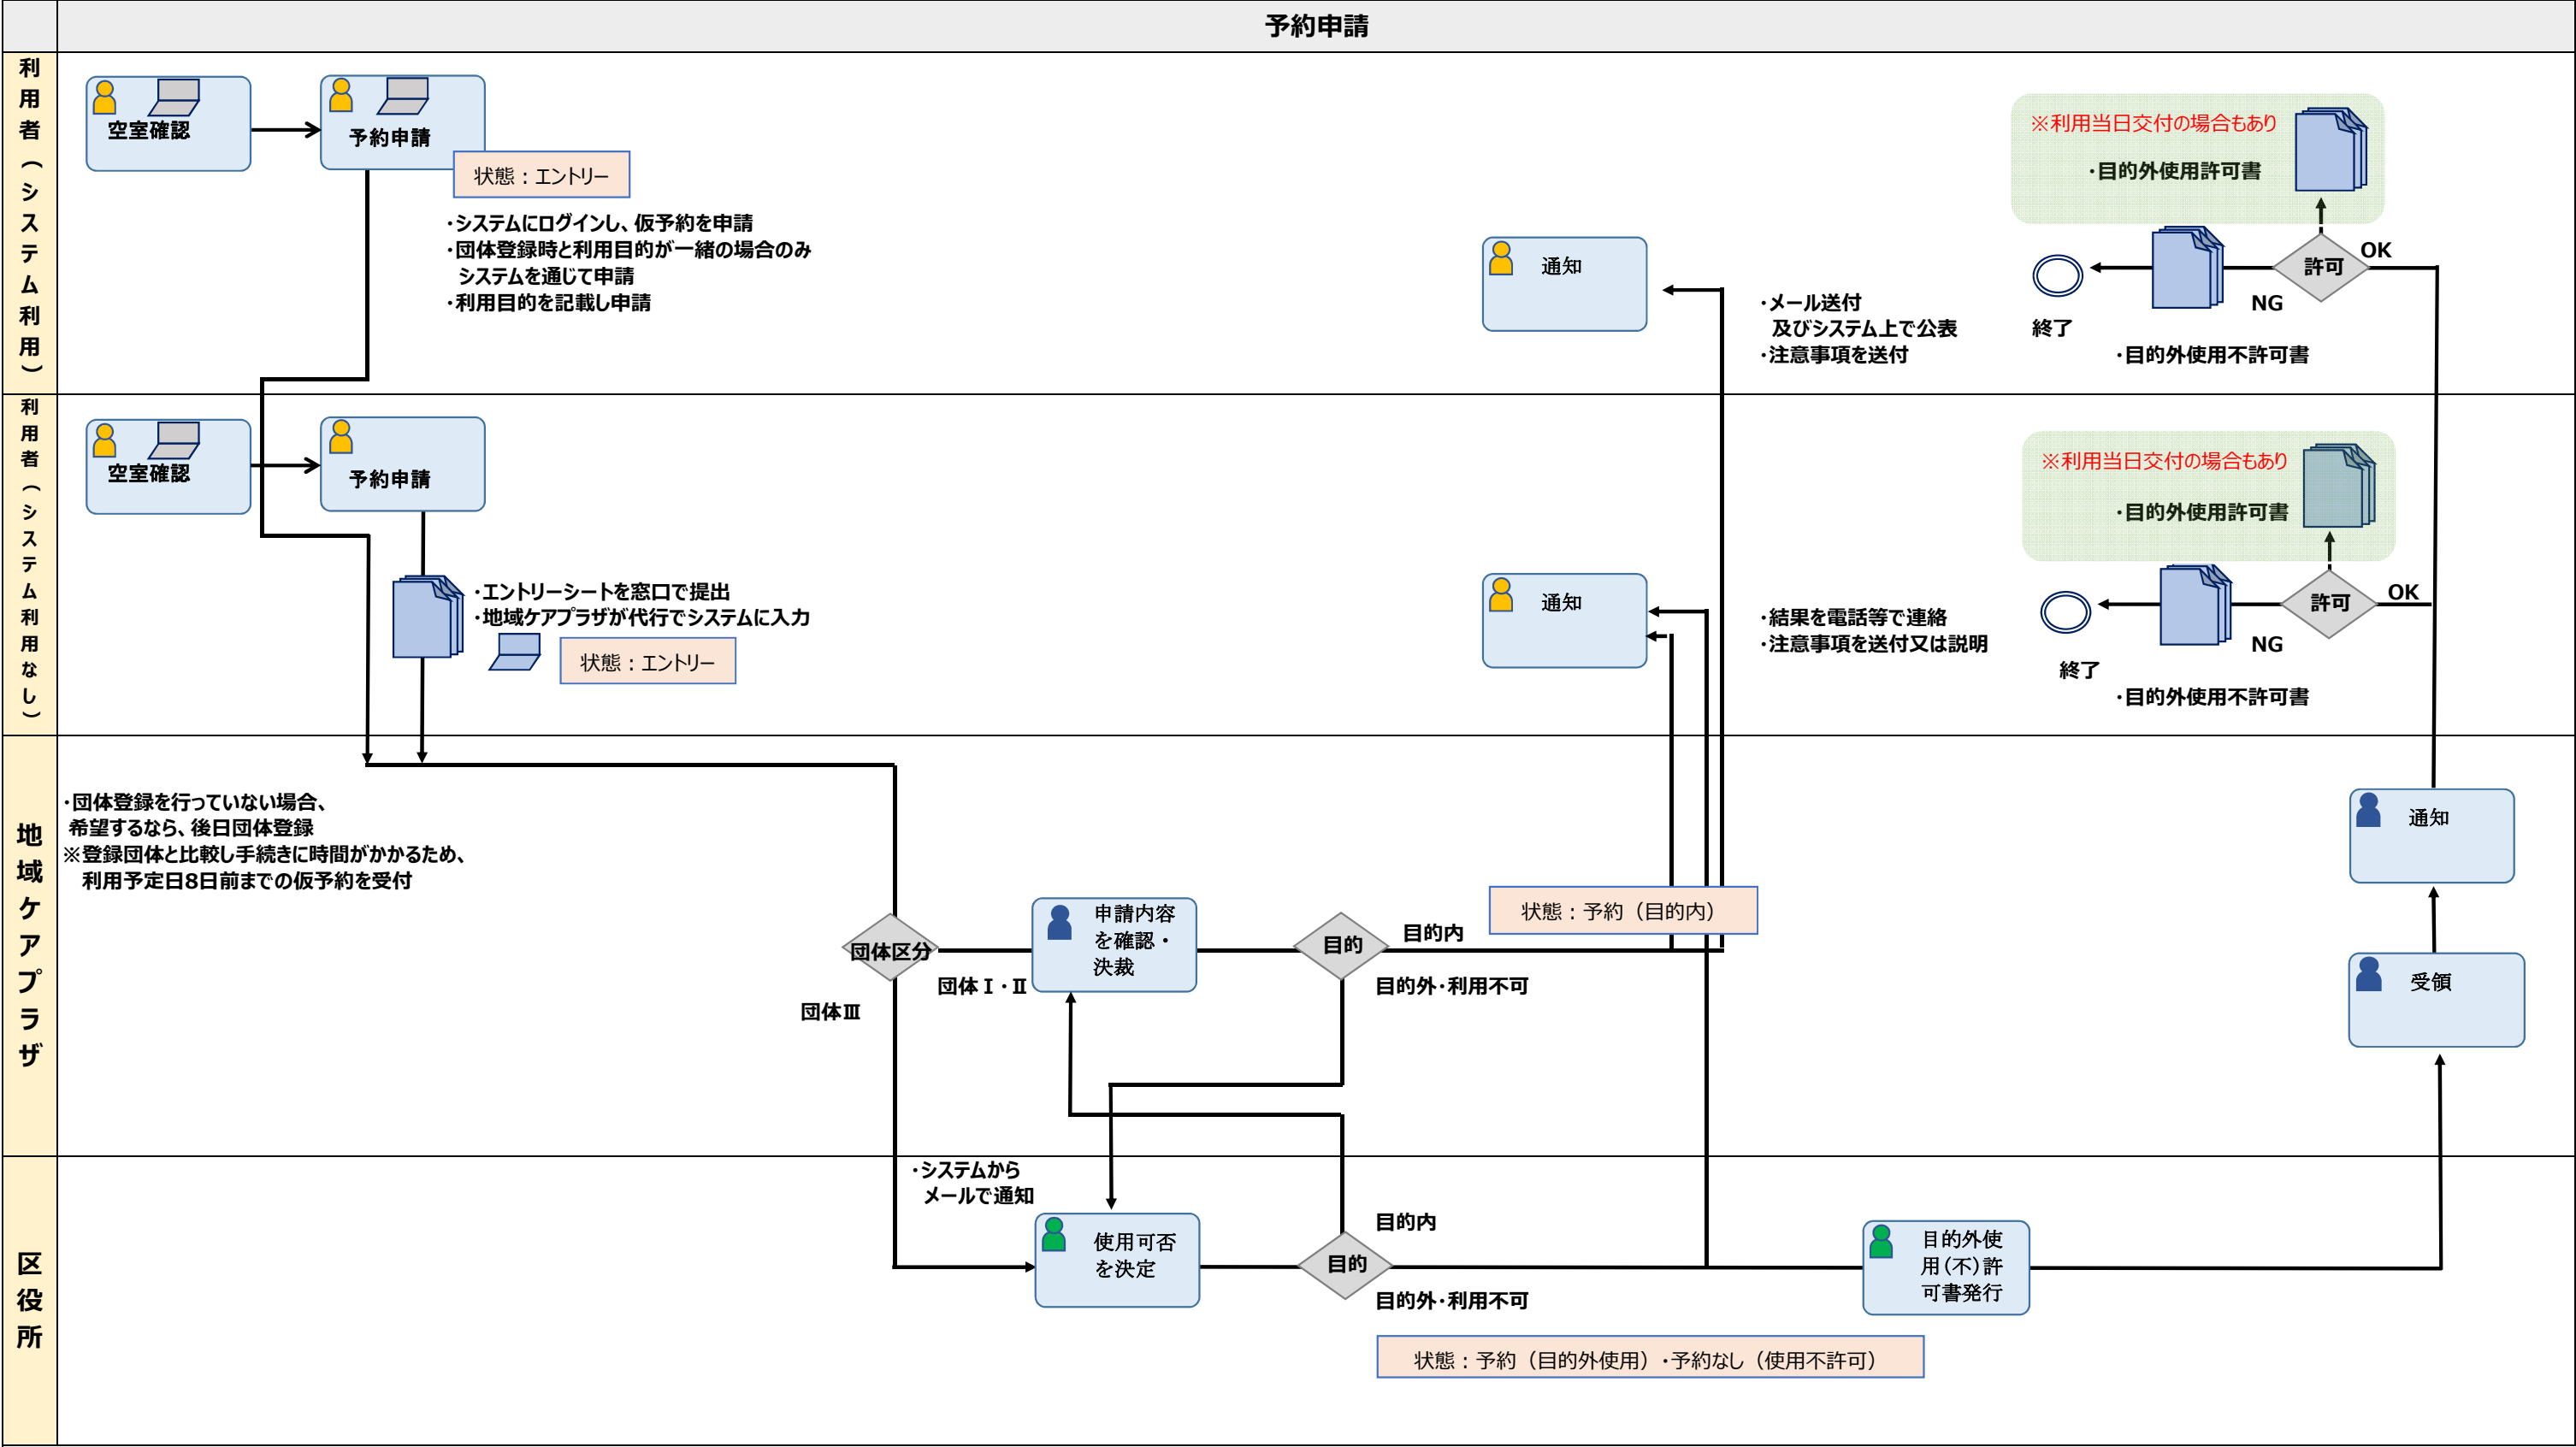 予約申請
利用者（システム利用）
空室確認
予約申請
状態：エントリー
・システムにログインし、仮予約を申請
・団体登録時と利用目的が一緒の場合のみ
システムを通じて申請
・利用目的を記載し申請
通知
・メール送付
及びシステム上で公表
・注意事項を送付
※利用当日交付の場合もあり
・目的外使用許可書
許可
OK
NG
終了
・目的外使用不許可書
利用者（システム利用なし）
空室確認
予約申請
・エントリーシートを窓口で提出
・地域ケアプラザが代行でシステムに入力
状態：エントリー
通知
・結果を電話等で連絡
・注意事項を送付又は説明
※利用当日交付の場合もあり
・目的外使用許可書
許可
OK
NG
終了
・目的外使用不許可書
地域ケアプラザ
・団体登録を行っていない場合、
希望するなら、後日団体登録
※登録団体と比較し手続きに時間がかかるため、
利用予定日8日前までの仮予約を受付
団体区分
団体Ⅰ・Ⅱ
団体Ⅲ
申請内容
を確認・
決裁
目的
目的内
目的外・利用不可
状態：予約（目的内）
通知
受領
区役所
・システムから
メールで通知
使用可否
を決定
目的
目的内
目的外・利用不可
目的外使
用（不）許
可書発行
状態：予約（目的外使用）・予約なし（使用不許可）